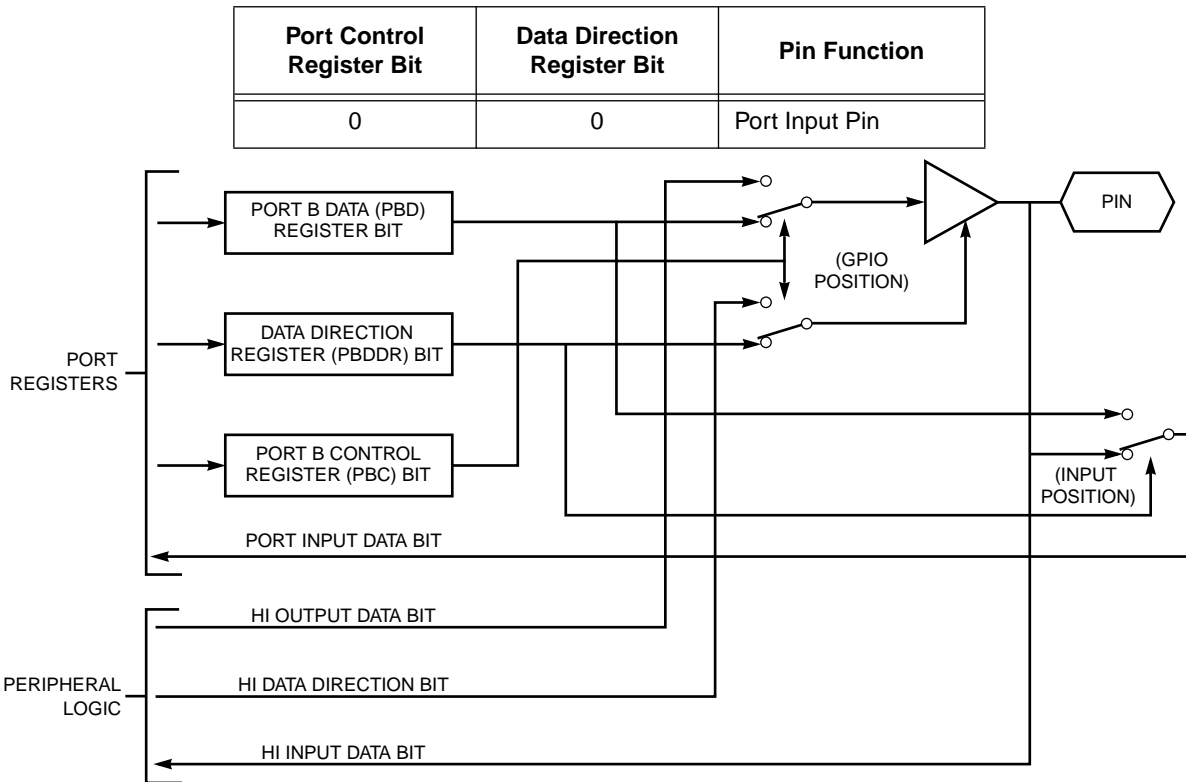 Port Control
Register Bit
Data Direction
Register Bit
Pin Function
0
0
Port Input Pin
PORT B DATA (PBD)
REGISTER BIT
PIN
(GPIO
POSITION)
DATA DIRECTION
REGISTER (PBDDR) BIT
PORT
REGISTERS
PORT B CONTROL
REGISTER (PBC) BIT
(INPUT
POSITION)
PORT INPUT DATA BIT
HI OUTPUT DATA BIT
PERIPHERAL
LOGIC
HI DATA DIRECTION BIT
HI INPUT DATA BIT